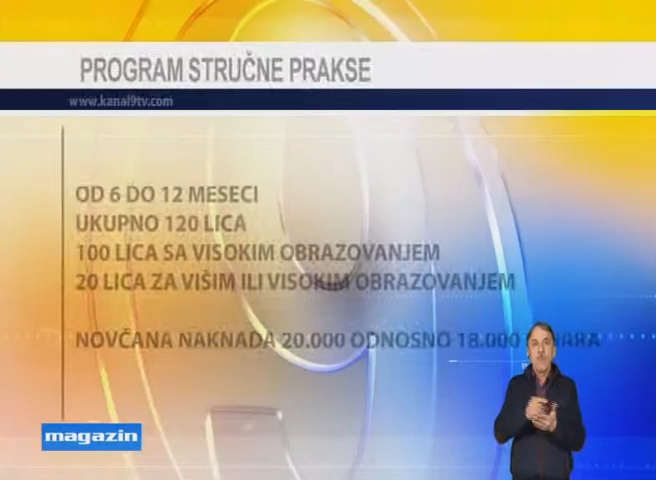 PROGRAM STRUČNE PRAKSE
www.kanal9tv.com
OD 6 DO 12 MESECI
UKUPNO 120 LICA
100 LICA SA VISOKIM OBRAZOVANJEM
20 LICA ZA VIŠIM ILI VISOKIM OBRAZOVANJEM
NOVČANA NAKNADA 20.000 ODNOSNO 18.000
magazin